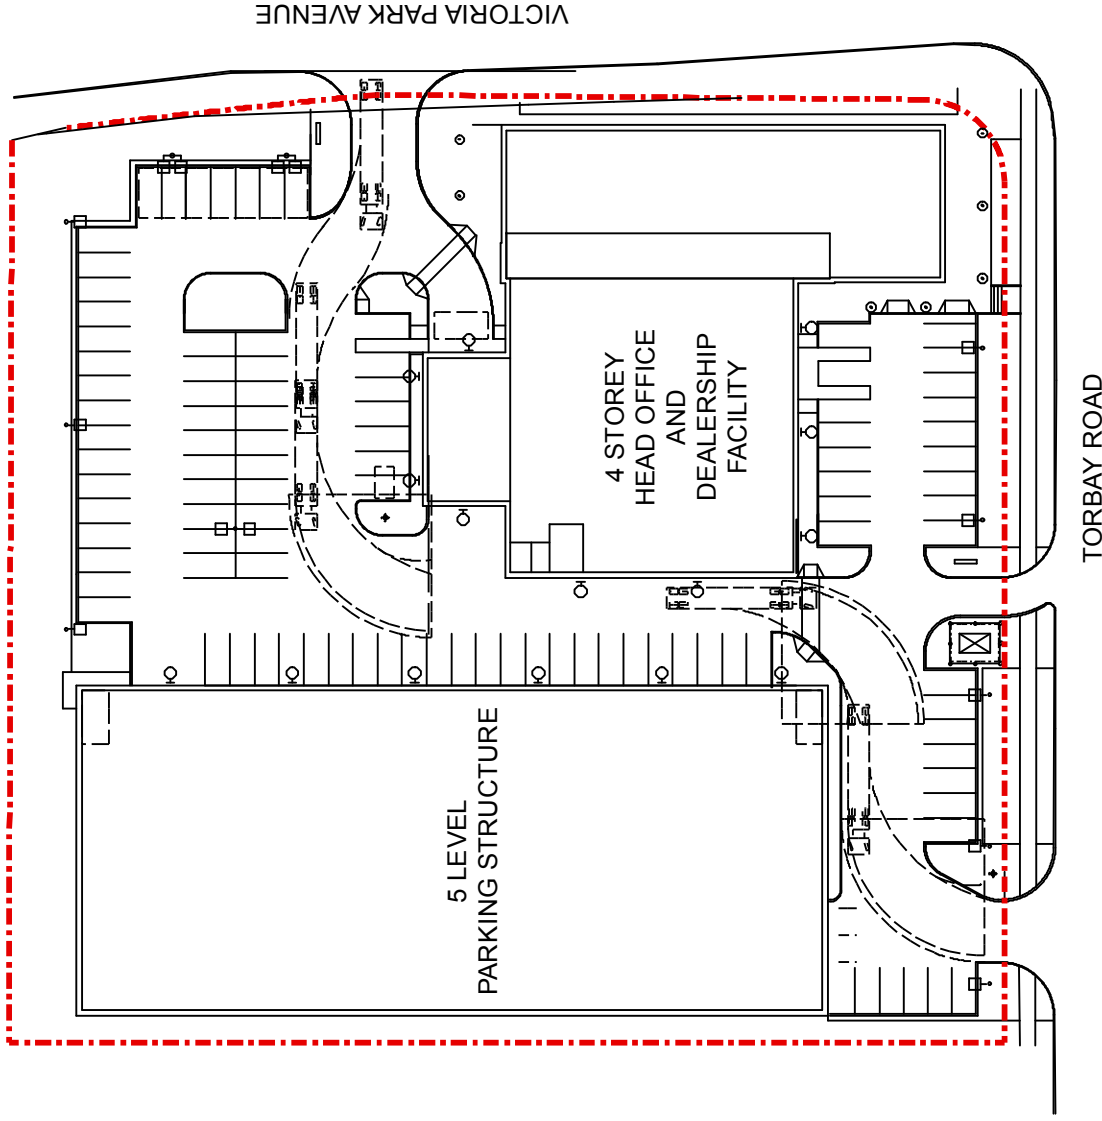 VICTORIA PARK AVENUE
4 STOREY
HEAD OFFICE
AND
DEALERSHIP
FACILITY
TORBAY ROAD
5 LEVEL
PARKING STRUCTURE